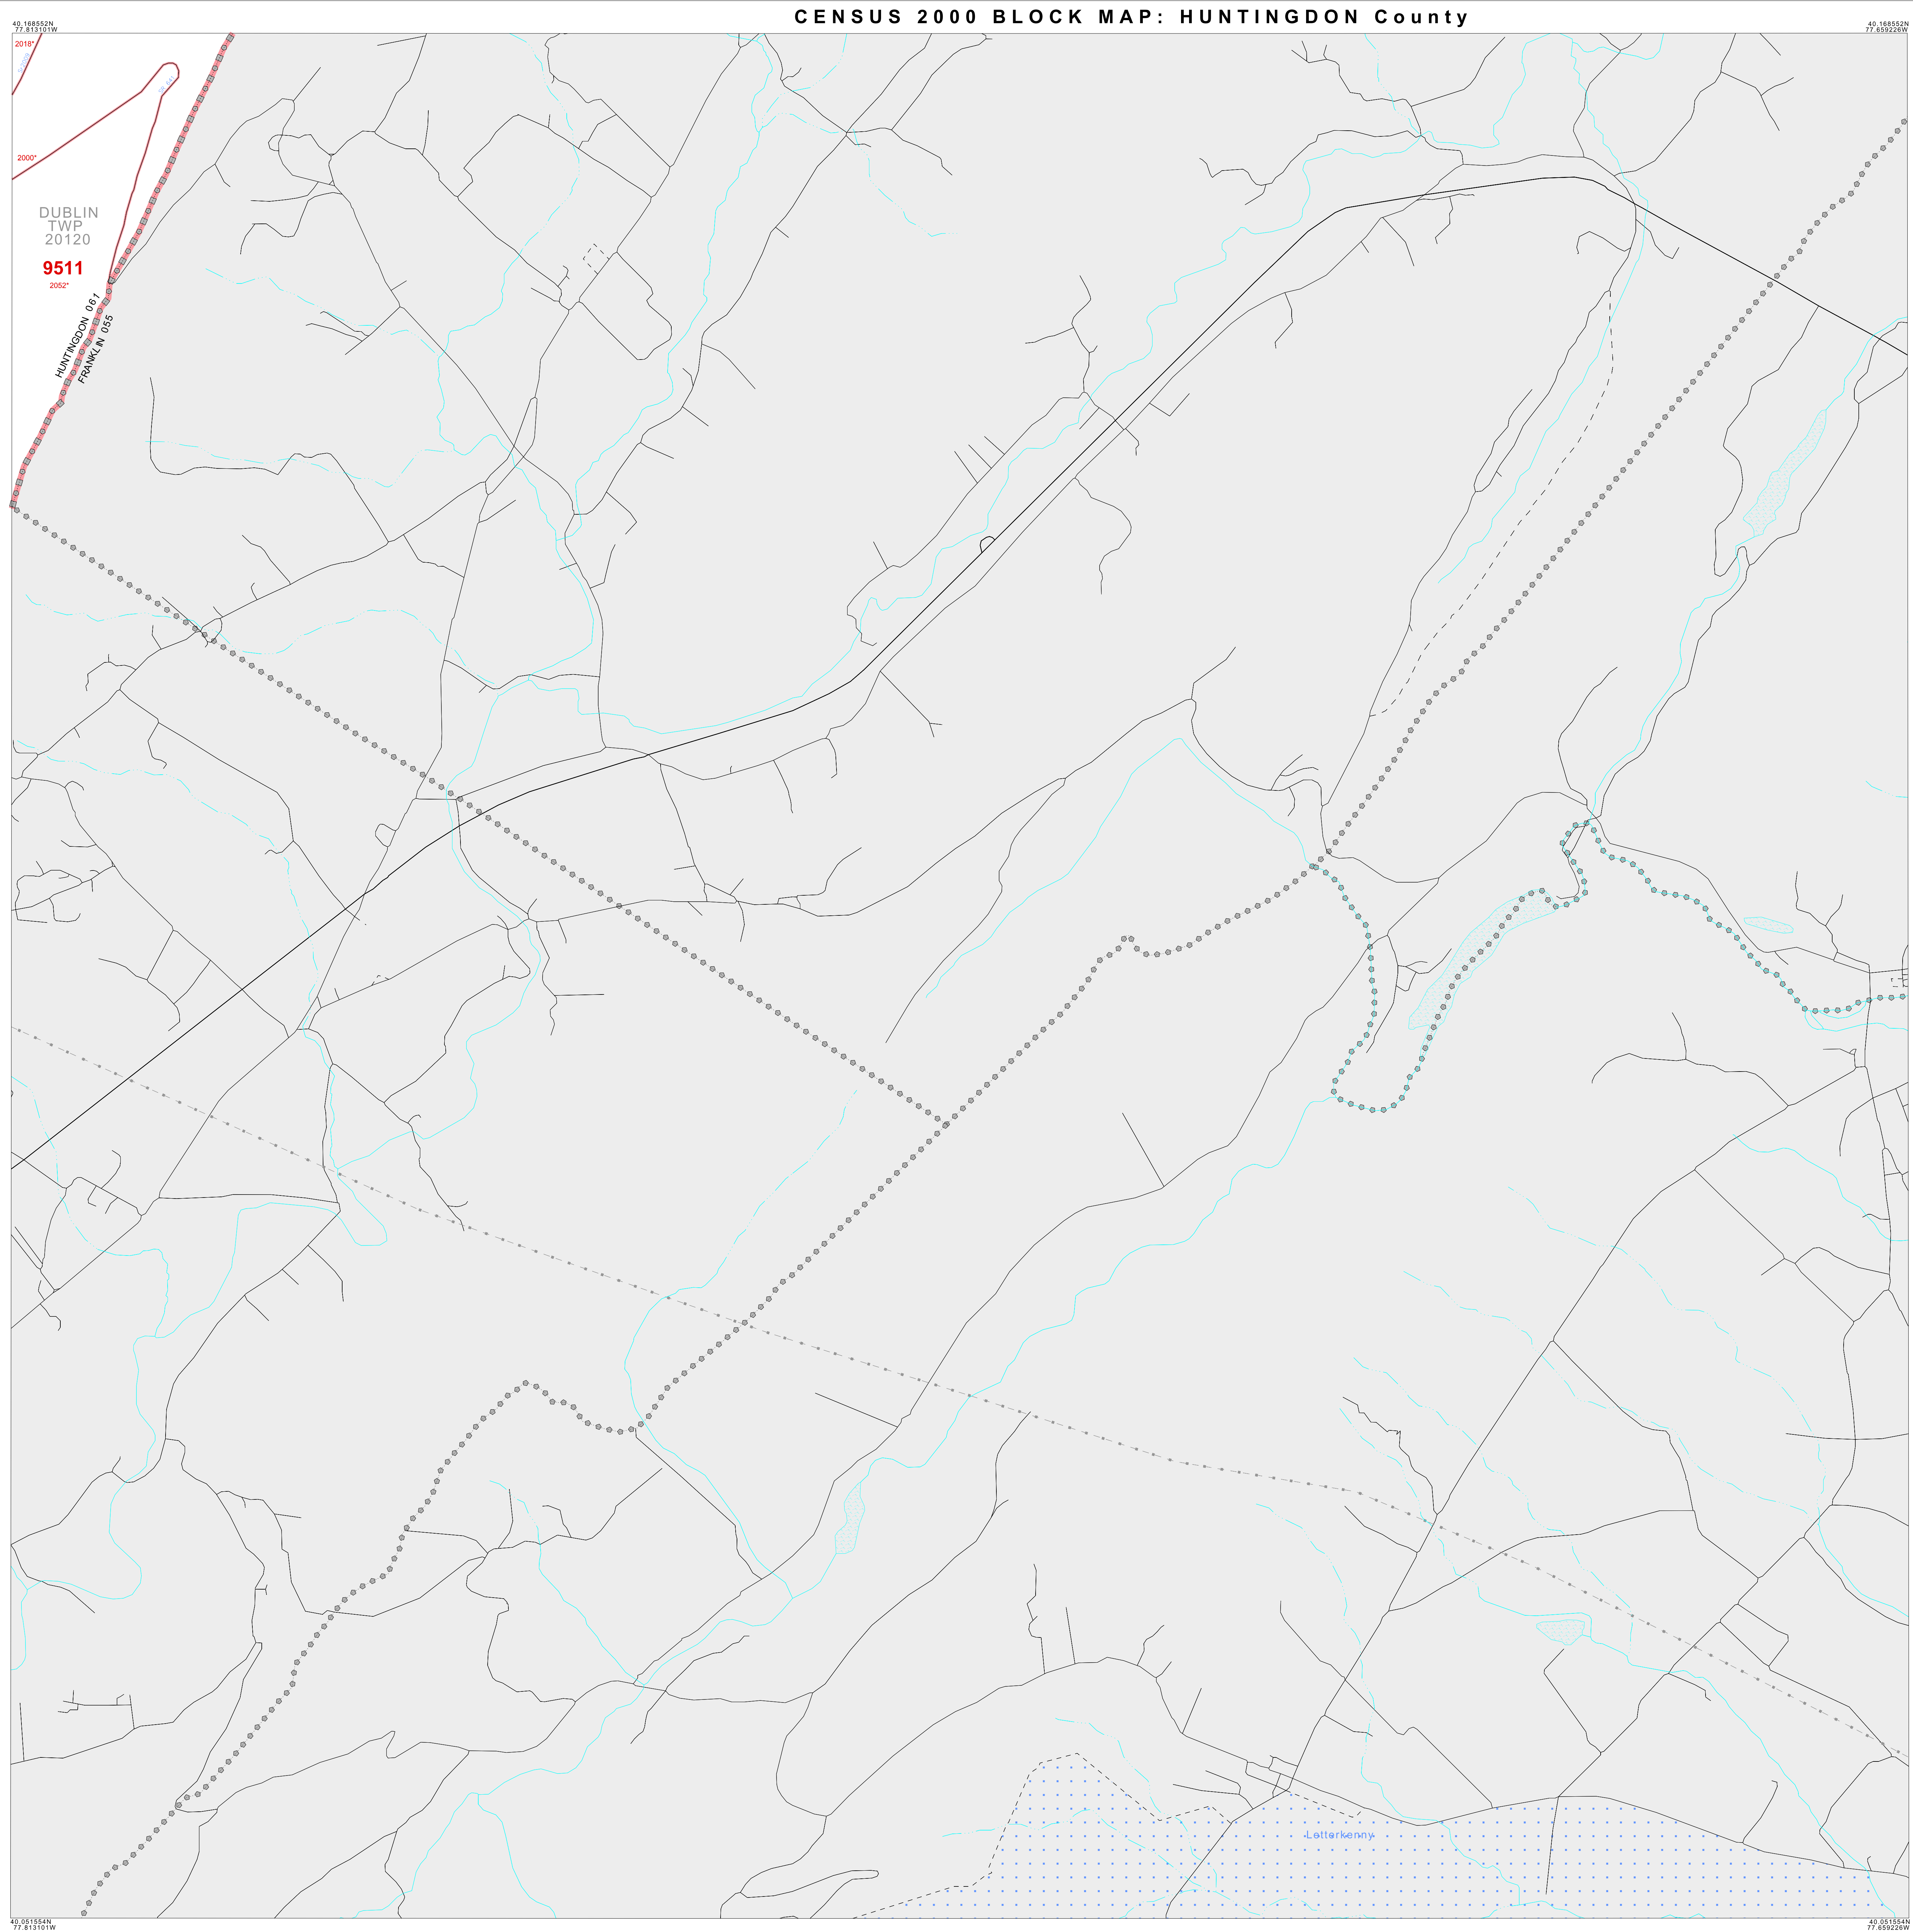 CENSUS 2000 BLOCK MAP: HUNTINGDON County
40.168552N
77.813101W
40.168552N
77.659226W
2018*
2000*
DUBLIN
TWP
20120
9511
2052*
HUNTINGDON 061
FRANKLIN 055
Letterkenny
40.051554N
77.813101W
40.051554N
77.659226W